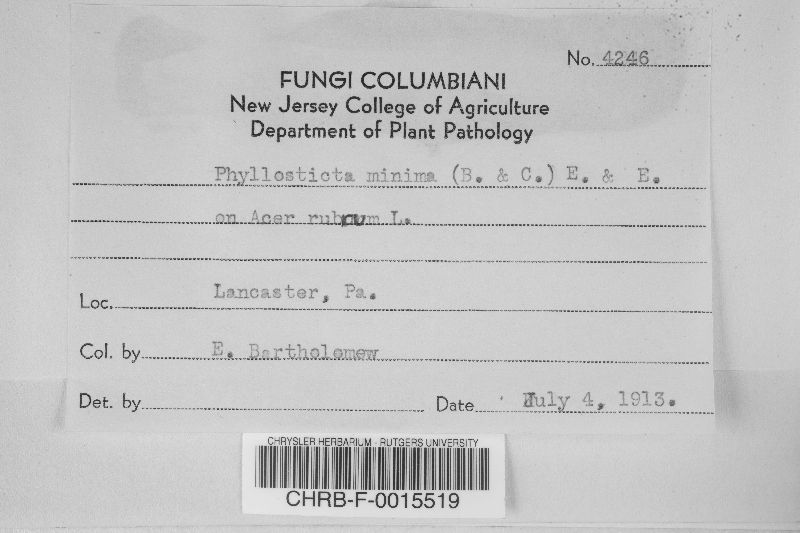 No. 4246
FUNGI COLUMBIANI
New Jersey College of Agriculture
Department of Plant Pathology
Phyllosticta minima (B. & C.) E. & E.
on Acer rubrum L.
Loc. Lancaster, Pa.
Col. by E. Bartholomew
Det. by
Date July 4, 1913.
CHRYSLER HERBARIUM - RUTGERS UNIVERSITY
CHRB-F-0015519